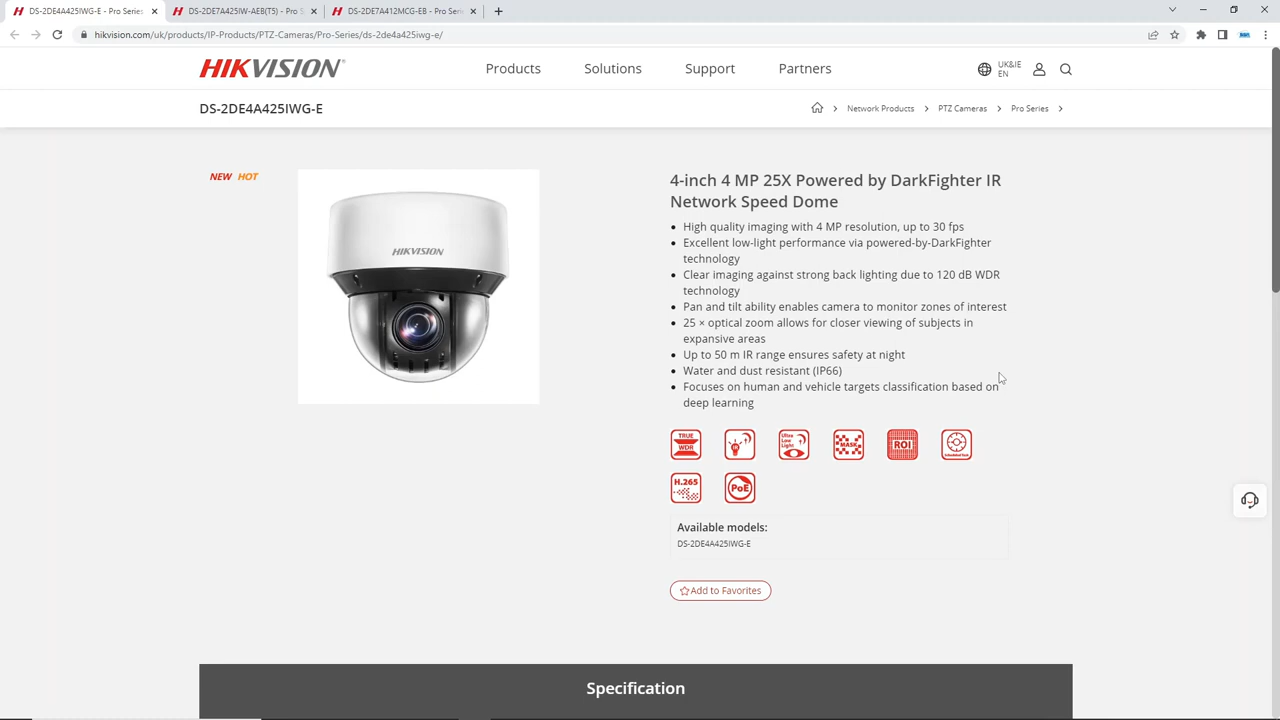 DS-2DE4A425IWG-E - Pro Series
DS-2DE7A425IW-AEB(T5) - Pro S
DS-2DE7A412MCG-EB - Pro Serie
hikvision.com/uk/products/IP-Products/PTZ-Cameras/Pro-Series/ds-2de4a425iwg-e/
HIKVISION
Products
Solutions
Support
Partners
UK&IE
EN
DS-2DE4A425IWG-E
Network Products
PTZ Cameras
Pro Series
NEW HOT
HIKVISION
4-inch 4 MP 25X Powered by DarkFighter IR
Network Speed Dome
High quality imaging with 4 MP resolution, up to 30 fps
Excellent low-light performance via powered-by-DarkFighter
technology
Clear imaging against strong back lighting due to 120 dB WDR
technology
Pan and tilt ability enables camera to monitor zones of interest
25 × optical zoom allows for closer viewing of subjects in
expansive areas
Up to 50 m IR range ensures safety at night
Water and dust resistant (IP66)
Focuses on human and vehicle targets classification based on
deep learning
TRUE
WDR
IR
Ultra
Low
Light
MASK
ROI
H.265
PoE
Available models:
DS-2DE4A425IWG-E
Add to Favorites
Specification